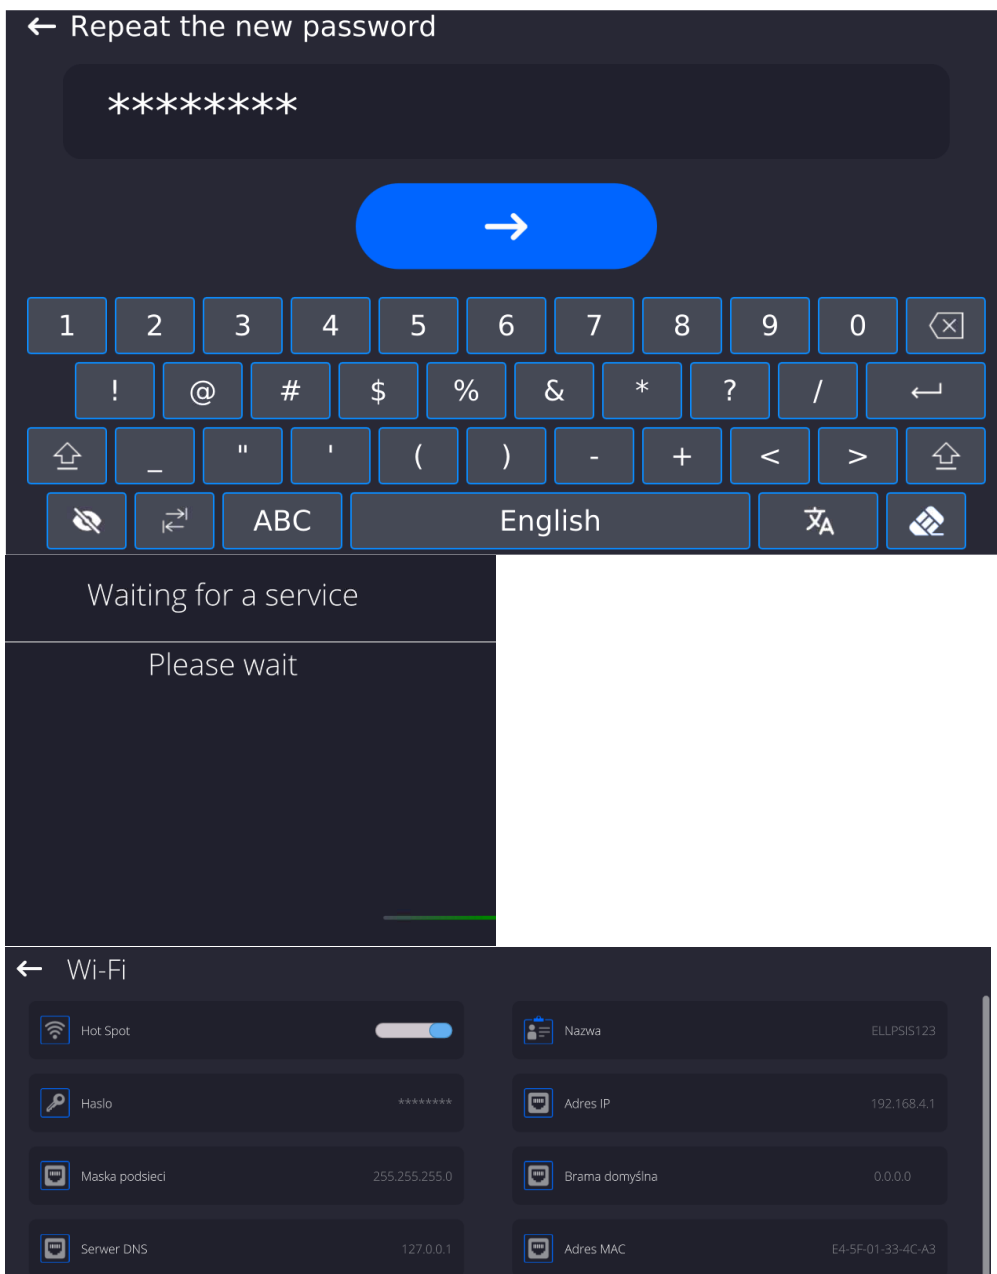 Repeat the new password
********
1 2 3 4 5 6 7 8 9 0
! @ # $ % & * ? /
_ " ' ( ) - + < >
ABC English 文A
Waiting for a service
Please wait
Wi-Fi
Hot Spot
Nazwa ELLPSIS123
Haslo ********
Adres IP 192.168.4.1
Maska podsieci 255.255.255.0
Brama domyślna 0.0.0.0
Serwer DNS 127.0.0.1
Adres MAC E4-5F-01-33-4C-A3